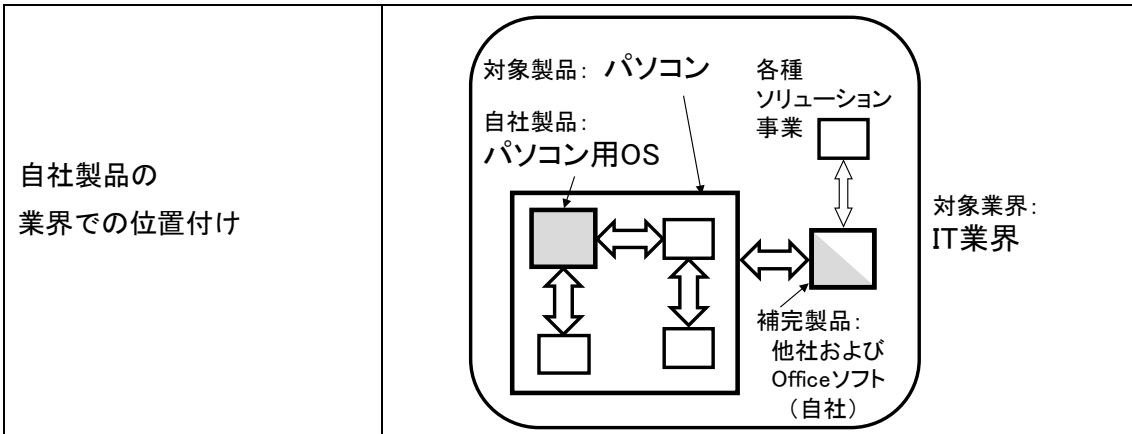 自社製品の
業界での位置付け
対象製品： パソコン
自社製品：
パソコン用OS
各種
ソリューション
事業
対象業界：
IT業界
補完製品：
他社および
Officeソフト
（自社）